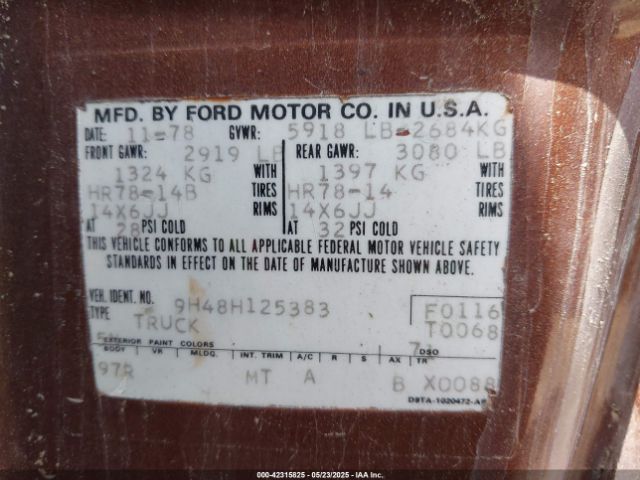 MFD. BY FORD MOTOR CO. IN U.S.A.
DATE: 11-78 GVWR: 5918 LB-2684KG
FRONT GAWR: 2919 LB REAR GAWR: 3080 LB
1324 KG WITH 1397 KG WITH
HR78-14B TIRES HR78-14 TIRES
14X6JJ RIMS 14X6JJ RIMS
AT 28 PSI COLD AT 32 PSI COLD
THIS VEHICLE CONFORMS TO ALL APPLICABLE FEDERAL MOTOR VEHICLE SAFETY
STANDARDS IN EFFECT ON THE DATE OF MANUFACTURE SHOWN ABOVE.
VEH. IDENT. NO. 9H48H125383 F0116
TYPE TRUCK T0068
EXTERIOR PAINT COLORS DSO
BODY VR MLDG. INT. TRIM A/C R S AX TR
97R MT A B X0088
D9TA-1020472-AP
000-42315825 - 05/23/2025 - IAA Inc.